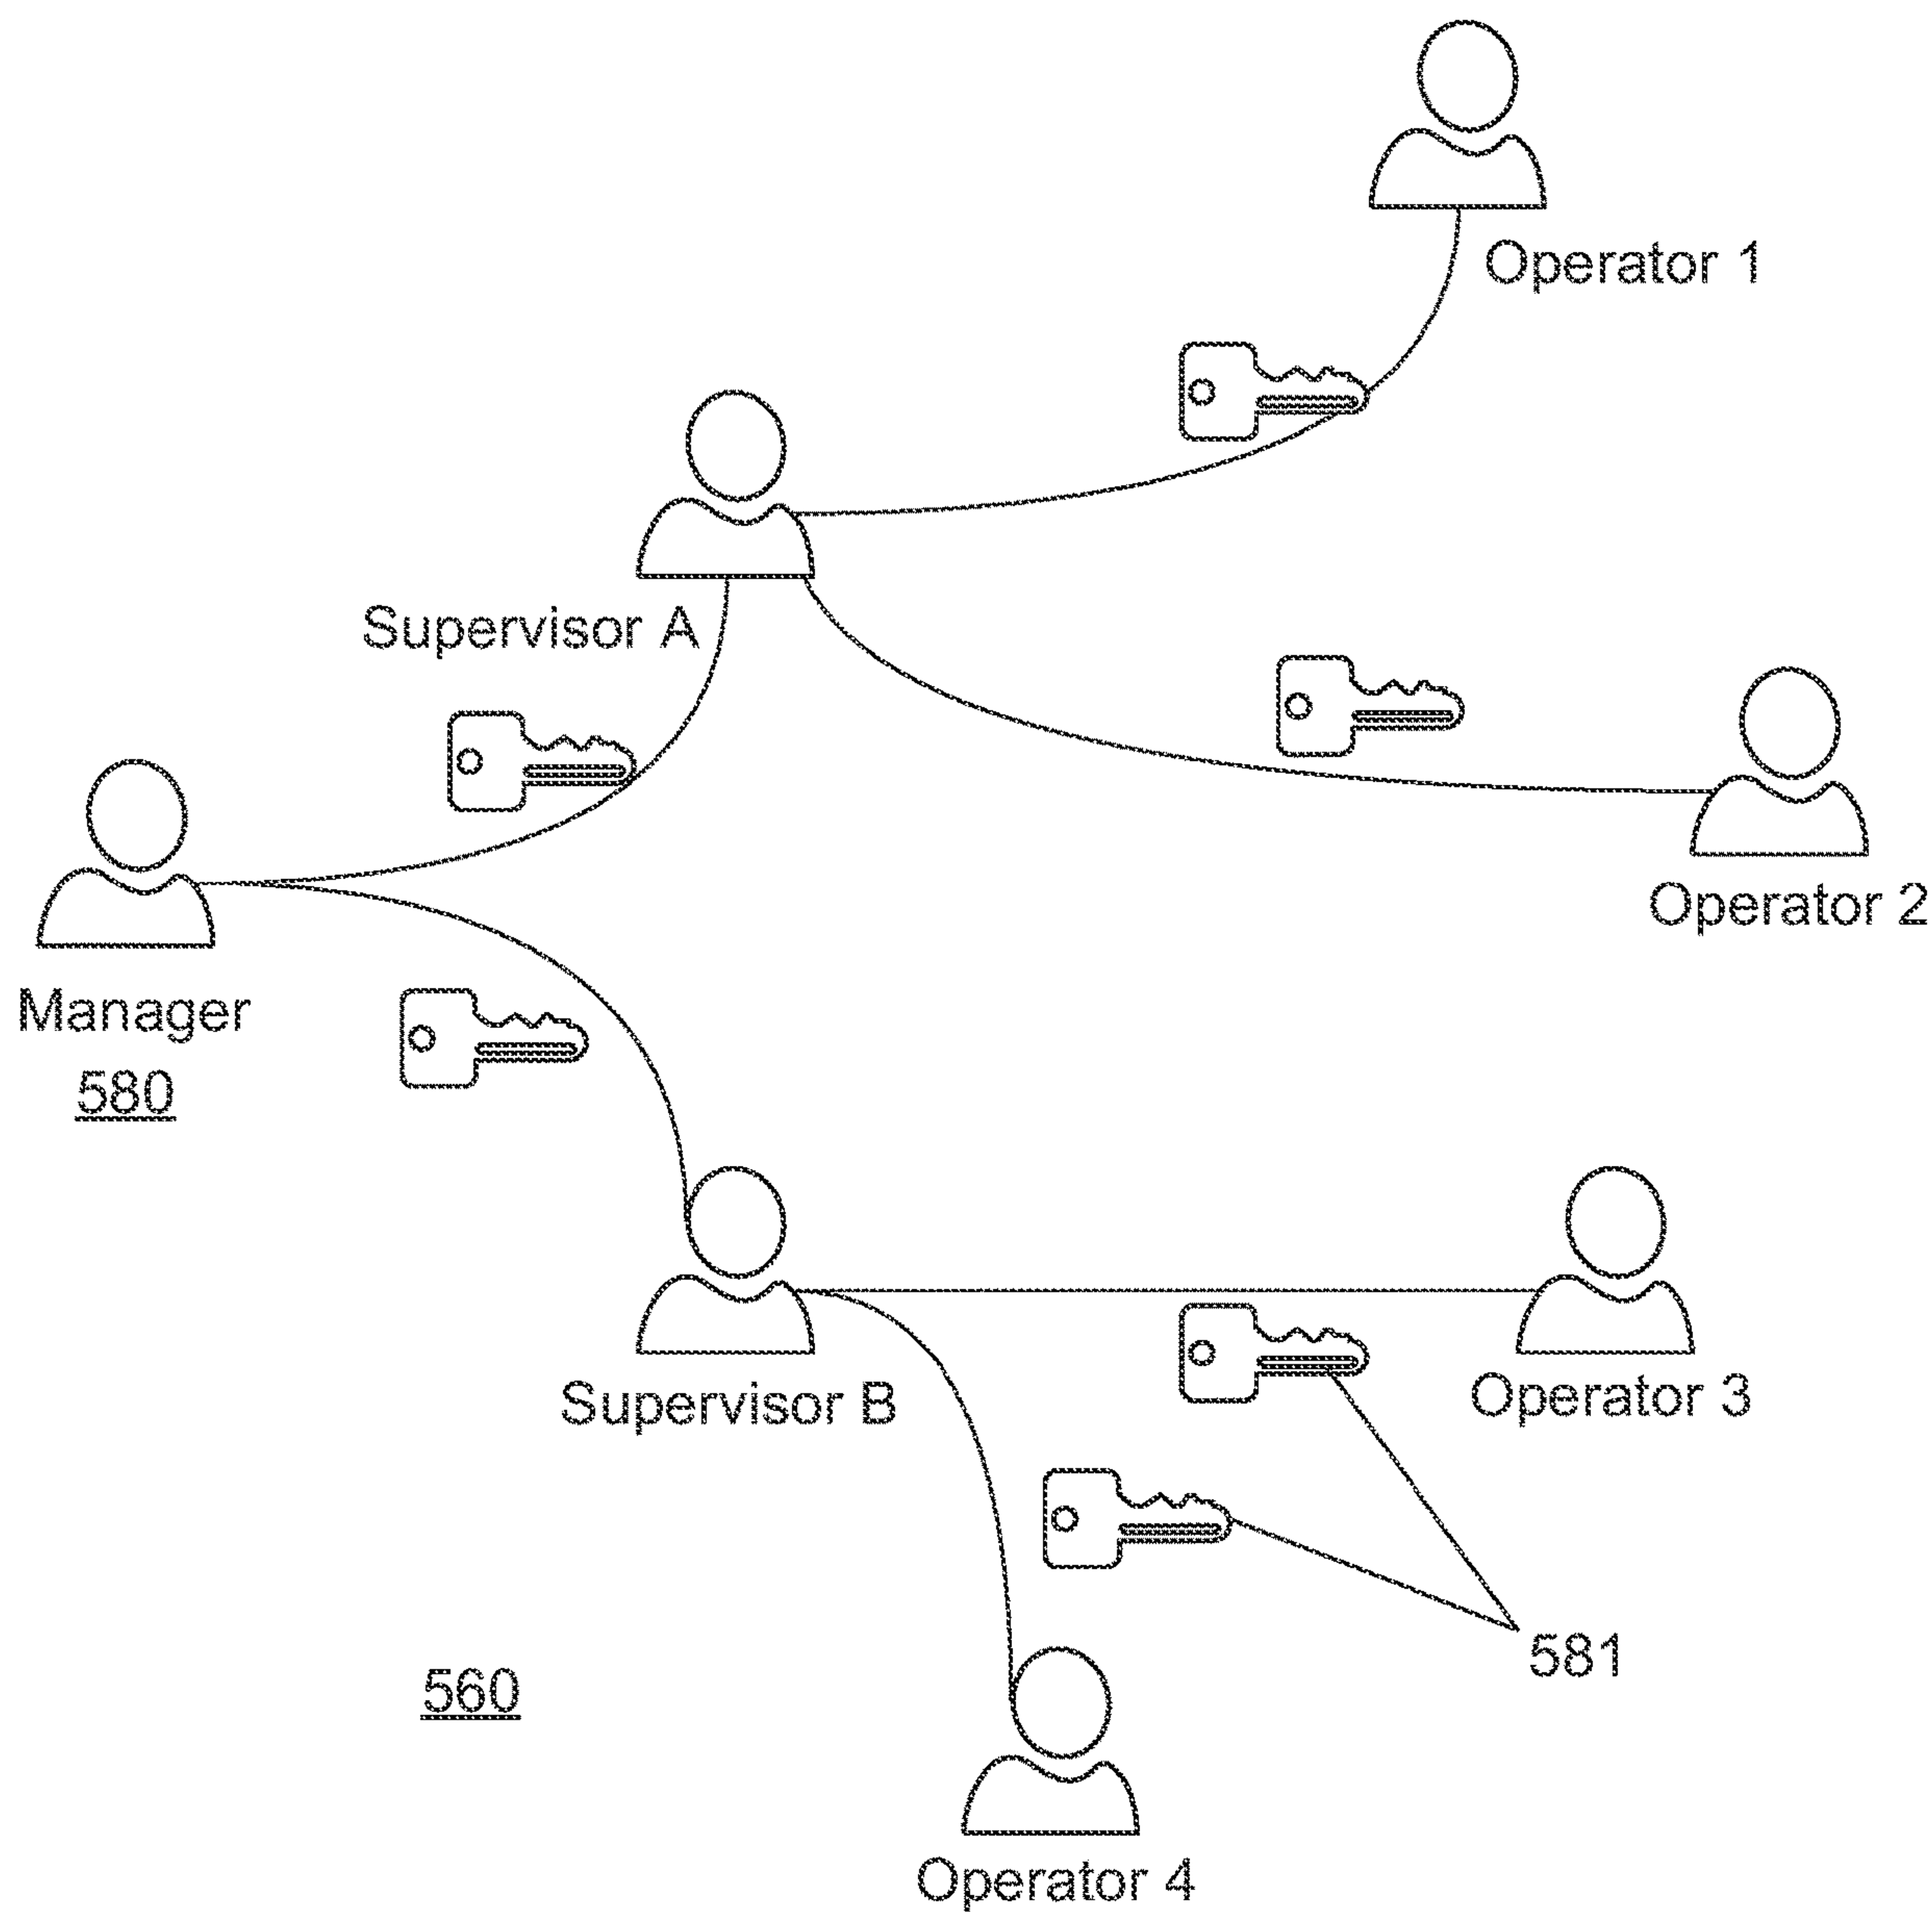 Operator 1
Supervisor A
Operator 2
Manager
580
Supervisor B
Operator 3
581
560
Operator 4